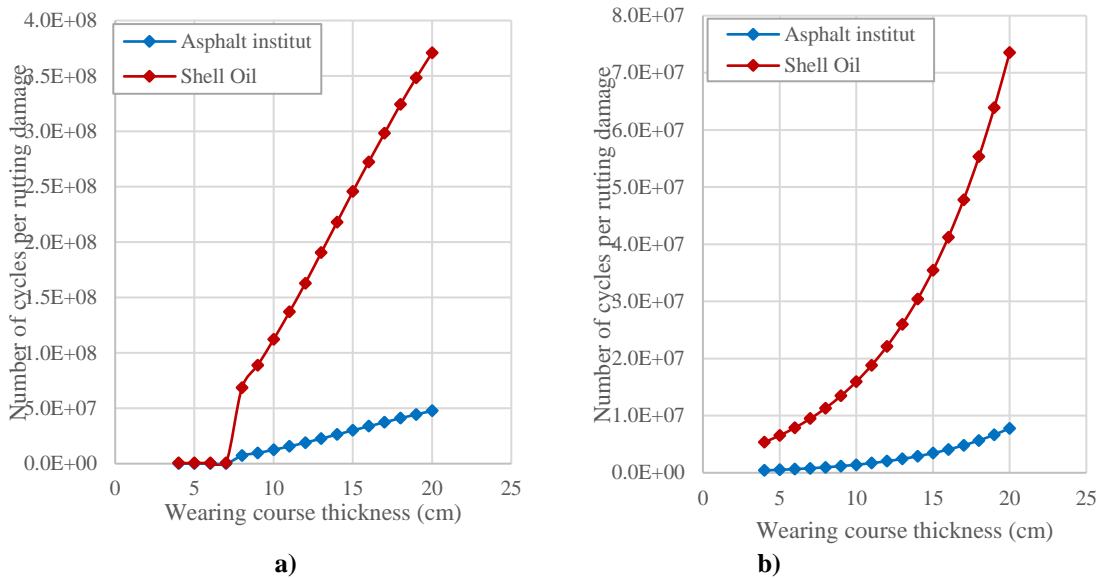 Number of cycles per rutting damage
4.0E+08
3.5E+08
3.0E+08
2.5E+08
2.0E+08
1.5E+08
1.0E+08
5.0E+07
0.0E+00
Asphalt institut
Shell Oil
0 5 10 15 20 25
Wearing course thickness (cm)
a)
Number of cycles per rutting damage
8.0E+07
7.0E+07
6.0E+07
5.0E+07
4.0E+07
3.0E+07
2.0E+07
1.0E+07
0.0E+00
Asphalt institut
Shell Oil
0 5 10 15 20 25
Wearing course thickness (cm)
b)